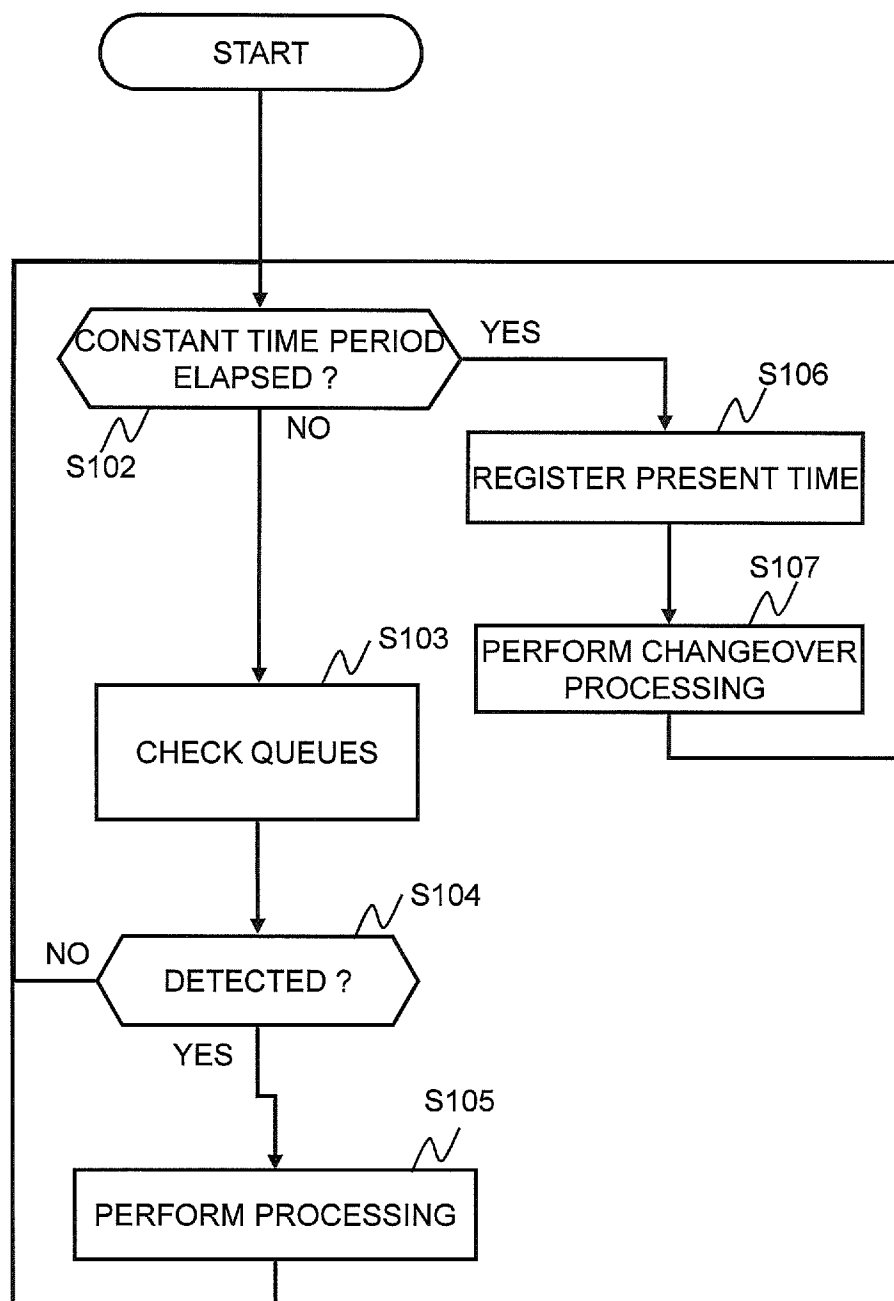 START
CONSTANT TIME PERIOD
ELAPSED ?
YES
NO
S102
S106
REGISTER PRESENT TIME
S107
PERFORM CHANGEOVER
PROCESSING
S103
CHECK QUEUES
S104
NO
DETECTED ?
YES
S105
PERFORM PROCESSING